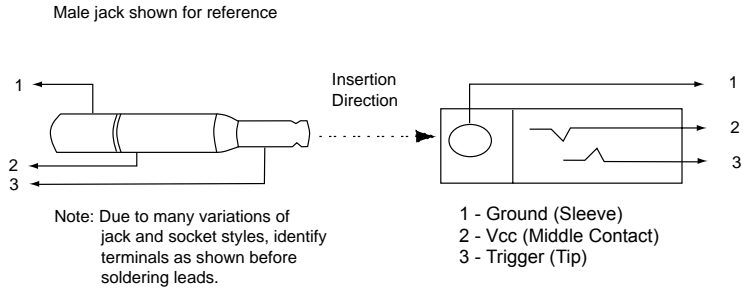 Male jack shown for reference
1
2
3
Insertion
Direction
1
2
3
Note: Due to many variations of
jack and socket styles, identify
terminals as shown before
soldering leads.
1 - Ground (Sleeve)
2 - Vcc (Middle Contact)
3 - Trigger (Tip)